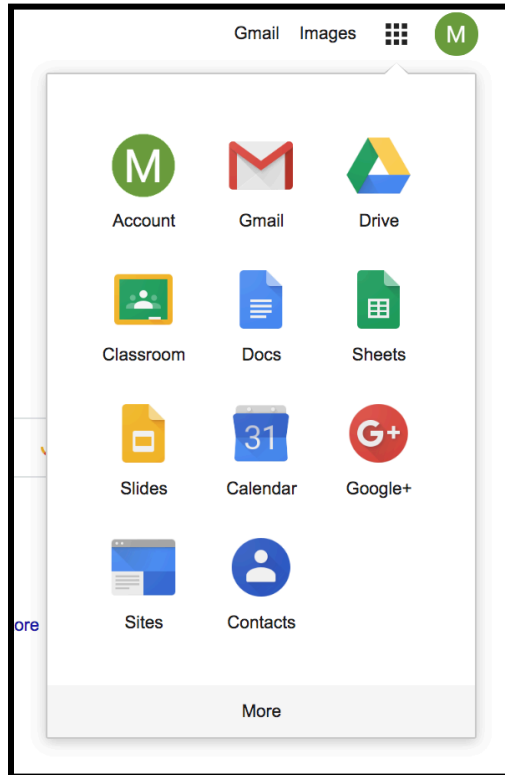 Gmail Images M
M
Account Gmail Drive
Classroom Docs Sheets
31 G+
Slides Calendar Google+
Sites Contacts
ore
More